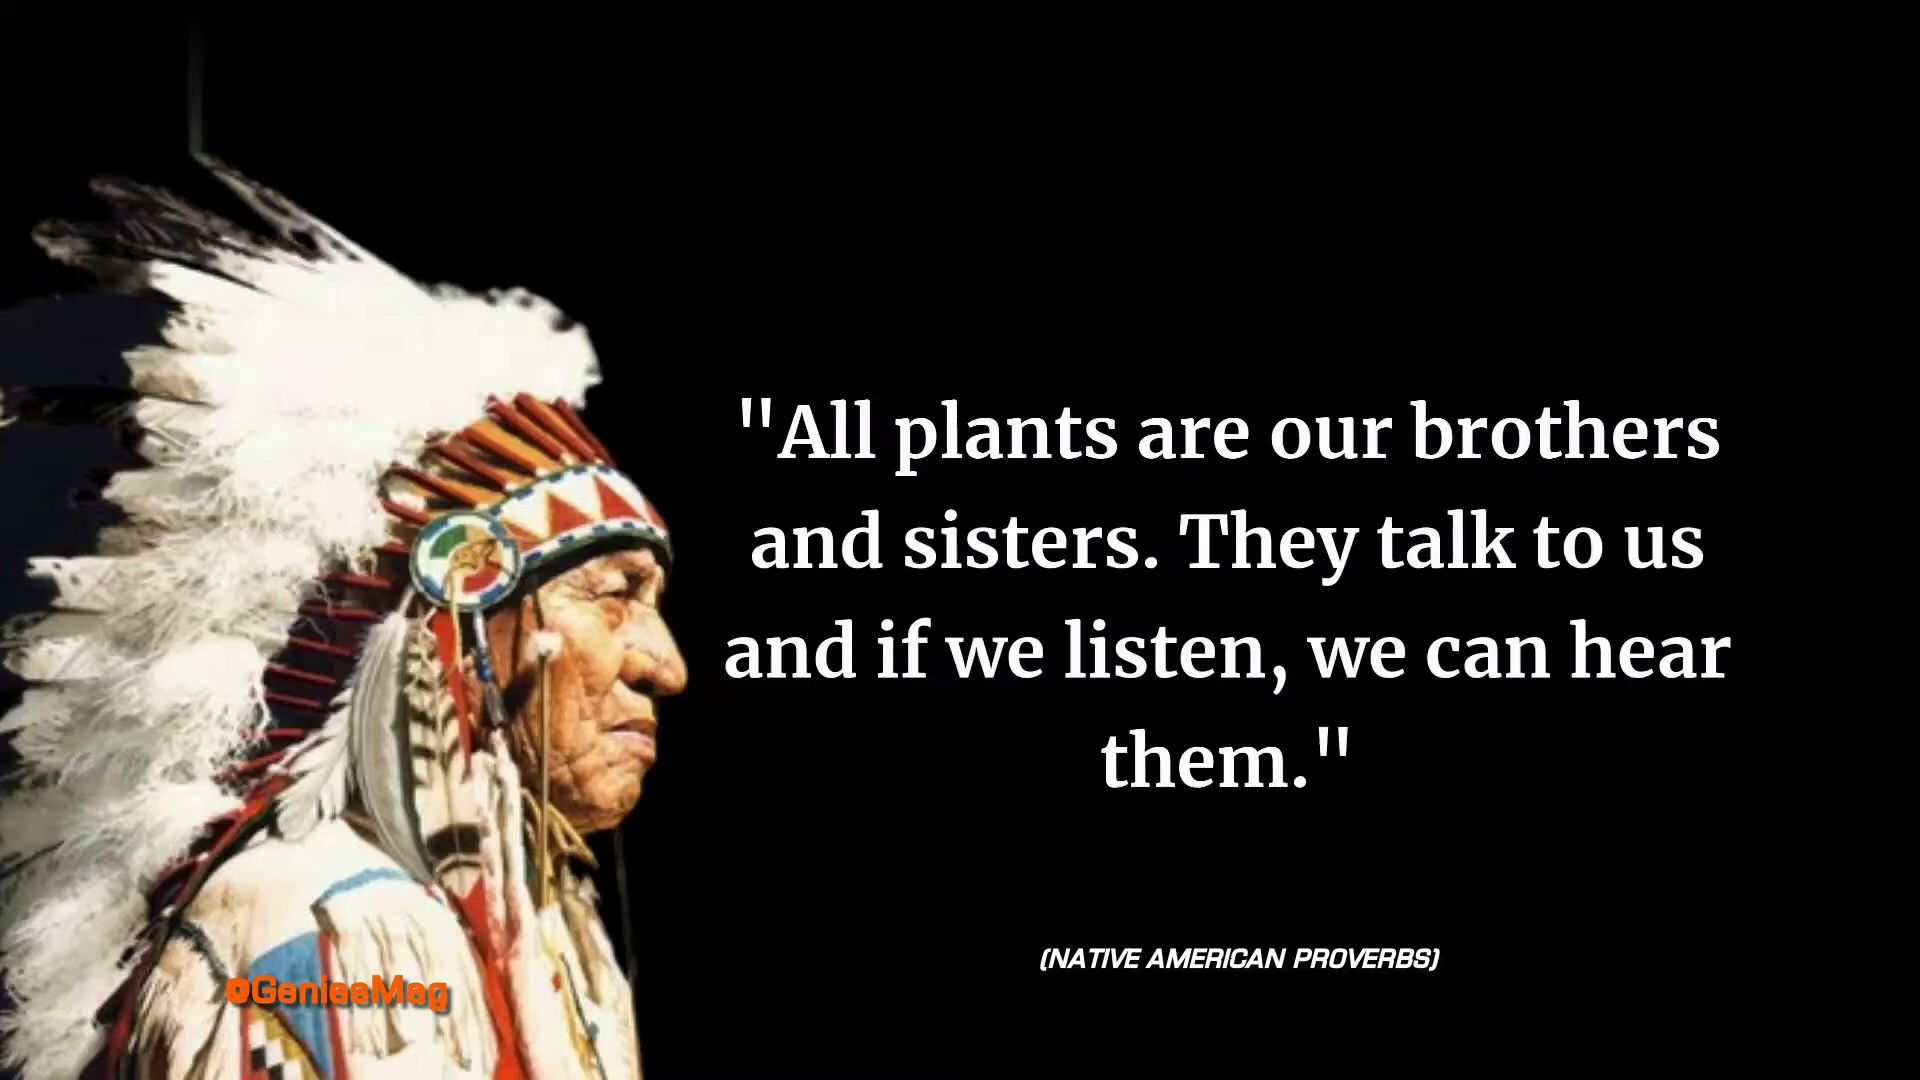 "All plants are our brothers
and sisters. They talk to us
and if we listen, we can hear
them."
(NATIVE AMERICAN PROVERBS)
@GeniesMag